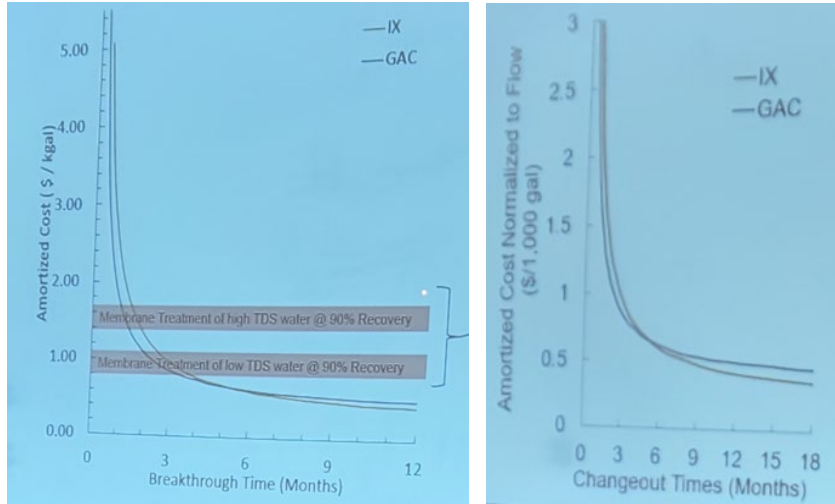 5.00
4.00
3.00
2.00
1.00
0.00
Amortized Cost ( $ / kgal)
IX
GAC
Membrane Treatment of high TDS water @ 90% Recovery
Membrane Treatment of low TDS water @ 90% Recovery
0 3 6 9 12
Breakthrough Time (Months)
3
2.5
2
1.5
1
0.5
0
Amortized Cost Normalized to Flow
($/1,000 gal)
IX
GAC
0 3 6 9 12 15 18
Changeout Times (Months)